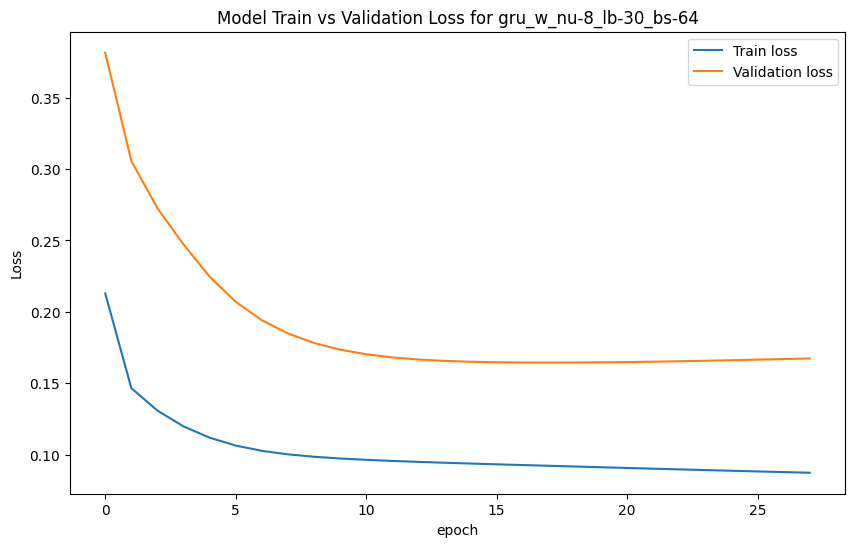 Model Train vs Validation Loss for gru_w_nu-8_lb-30_bs-64
Train loss
Validation loss
0.35
0.30
0.25
0.20
0.15
0.10
Loss
0 5 10 15 20 25
epoch